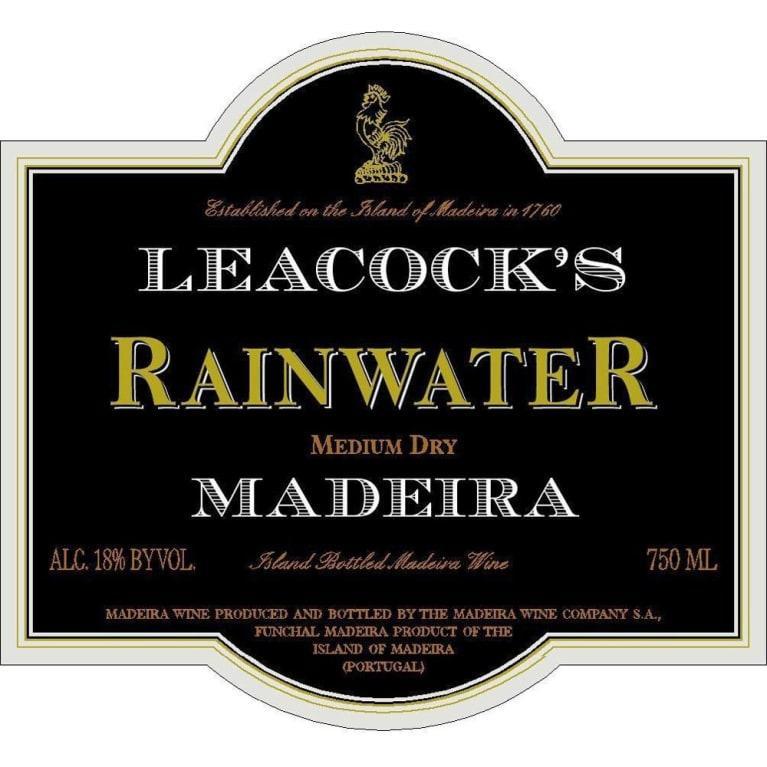 Established on the Island of Madeira in 1760
LEACOCK'S
RAINWATER
MEDIUM DRY
MADEIRA
ALC. 18% BY VOL. Island Bottled Madeira Wine 750 ML
MADEIRA WINE PRODUCED AND BOTTLED BY THE MADEIRA WINE COMPANY S.A.,
FUNCHAL MADEIRA PRODUCT OF THE
ISLAND OF MADEIRA
(PORTUGAL)